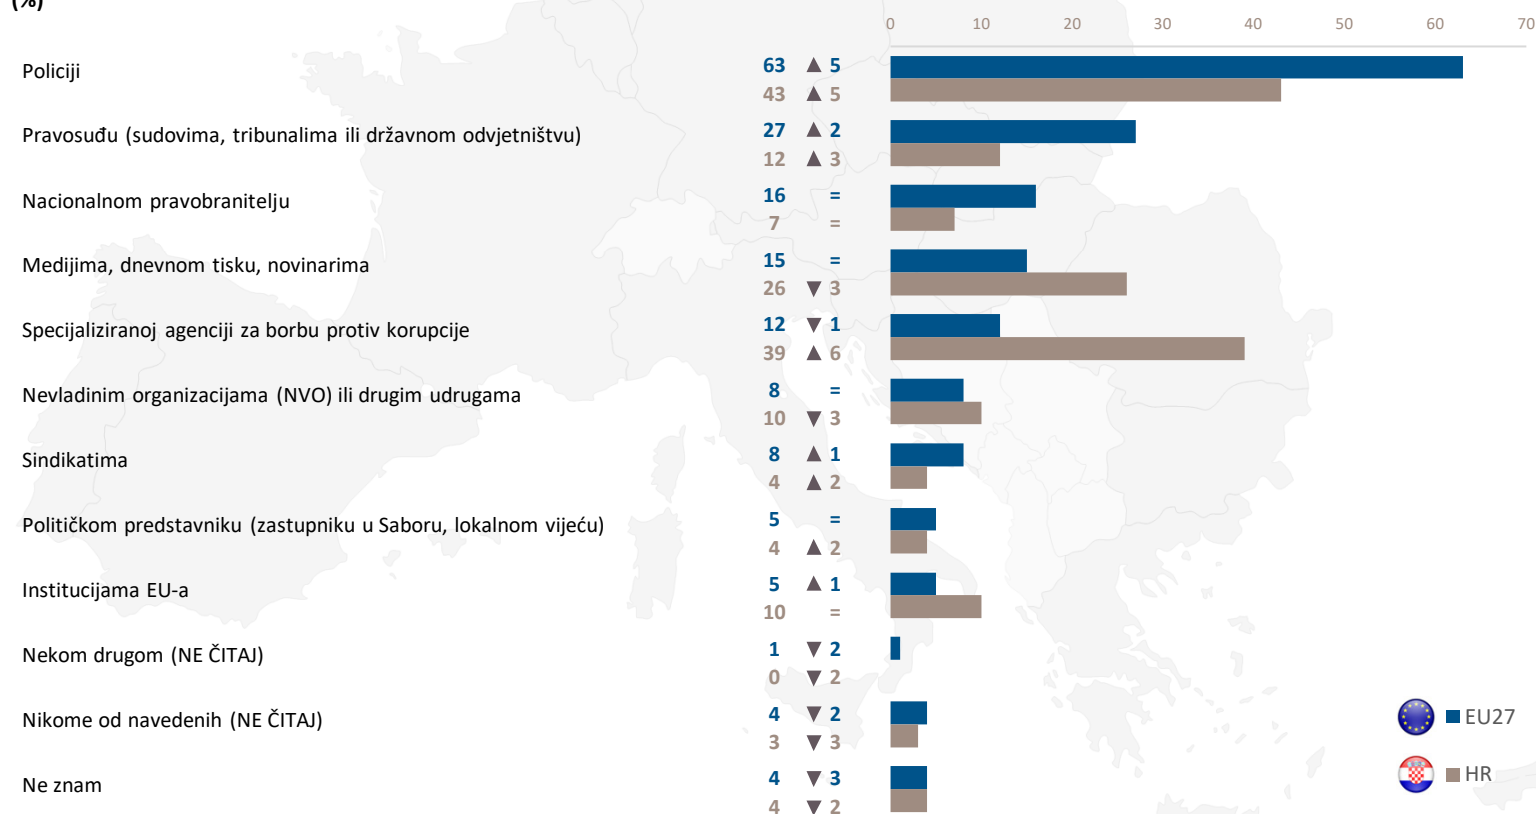 (%)
0 10 20 30 40 50 60 70
Policiji
63 ▲ 5
43 ▲ 5
Pravosuđu (sudovima, tribunalima ili državnom odvjetništvu)
27 ▲ 2
12 ▲ 3
Nacionalnom pravobranitelju
16 =
7 =
Medijima, dnevnom tisku, novinarima
15 =
26 ▼ 3
Specijaliziranoj agenciji za borbu protiv korupcije
12 ▼ 1
39 ▲ 6
Nevladinim organizacijama (NVO) ili drugim udrugama
8 =
10 ▼ 3
Sindikatima
8 ▲ 1
4 ▲ 2
Političkom predstavniku (zastupniku u Saboru, lokalnom vijeću)
5 =
4 ▲ 2
Institucijama EU-a
5 ▲ 1
10 =
Nekom drugom (NE ČITAJ)
1 ▼ 2
0 ▼ 2
Nikome od navedenih (NE ČITAJ)
4 ▼ 2
3 ▼ 3
Ne znam
4 ▼ 3
4 ▼ 2
EU27
HR